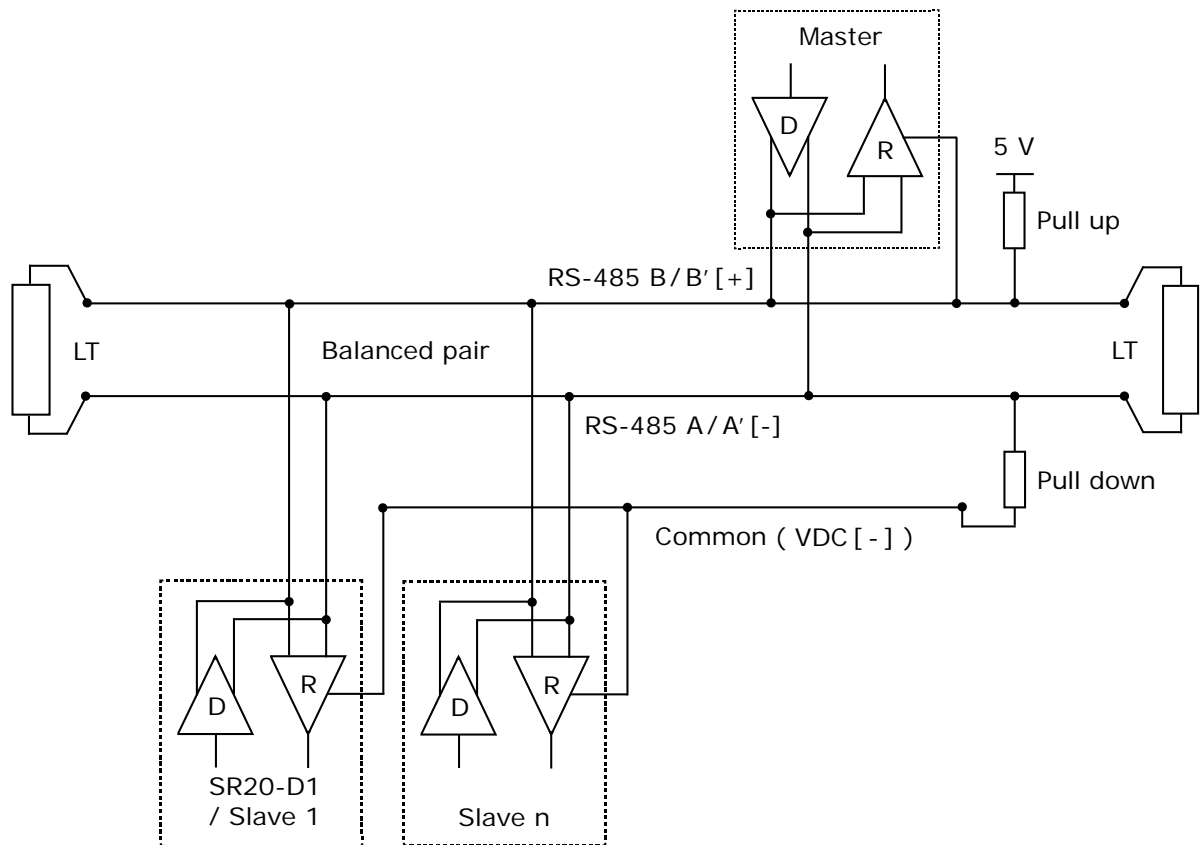 Master
D
R
5 V
Pull up
RS-485 B/B' [+]
LT
Balanced pair
LT
RS-485 A/A' [-]
Pull down
Common ( VDC [ - ] )
D
R
D
R
SR20-D1
/ Slave 1
Slave n